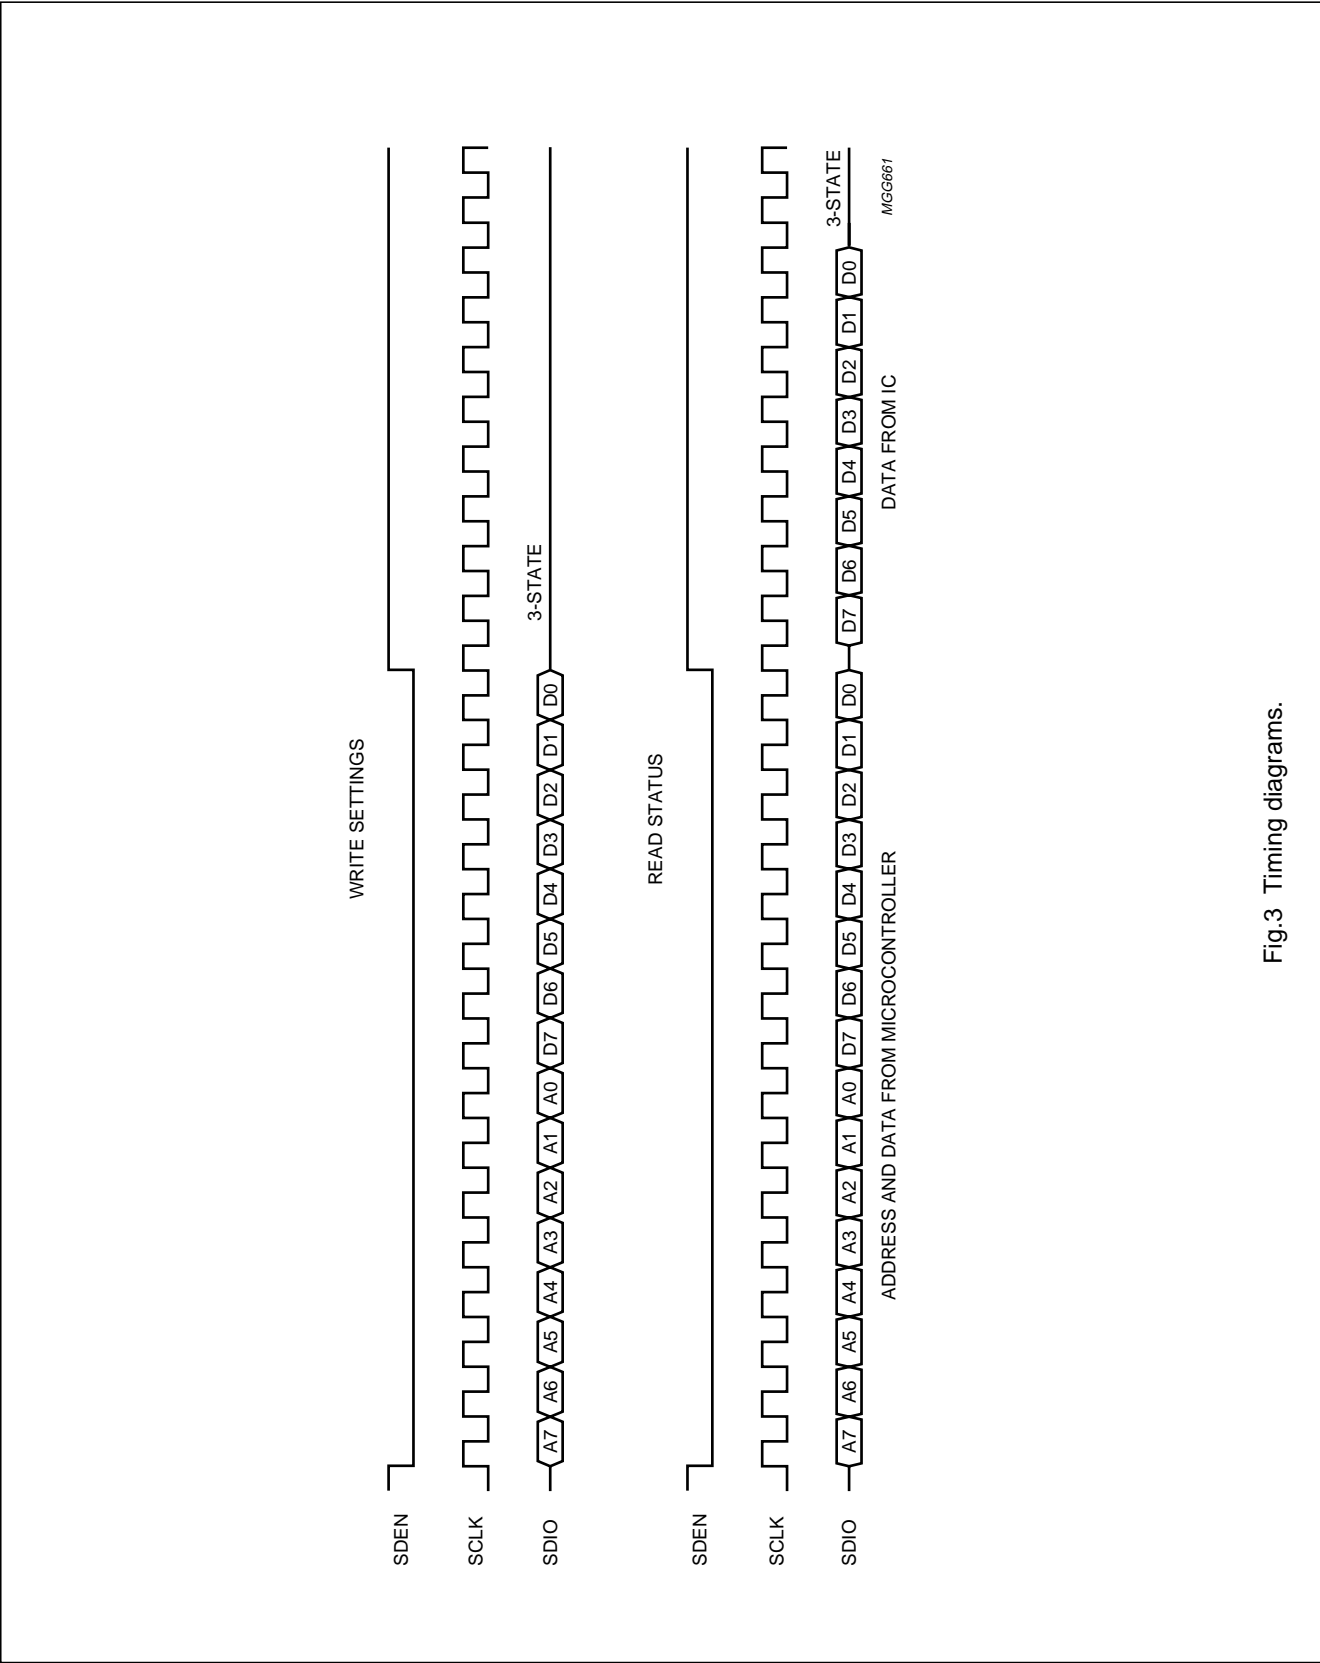 WRITE SETTINGS
SDEN
SCLK
3-STATE
SDIO A7 A6 A5 A4 A3 A2 A1 A0 D7 D6 D5 D4 D3 D2 D1 D0
READ STATUS
SDEN
SCLK
3-STATE
SDIO A7 A6 A5 A4 A3 A2 A1 A0 D7 D6 D5 D4 D3 D2 D1 D0 D7 D6 D5 D4 D3 D2 D1 D0
ADDRESS AND DATA FROM MICROCONTROLLER DATA FROM IC MGG661
Fig.3 Timing diagrams.